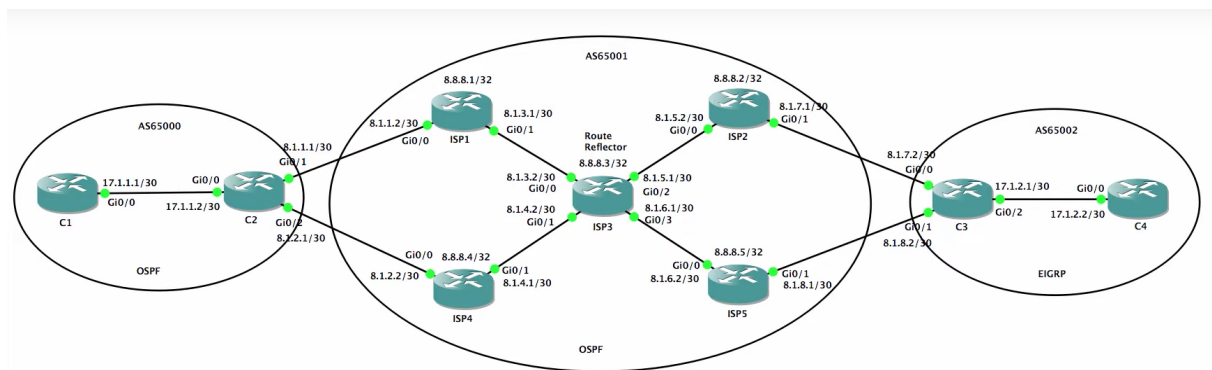 AS65001
8.8.8.1/32
8.8.8.2/32
AS65000
8.1.1.2/30
Gi0/0
8.1.3.1/30
Gi0/1
ISP1
8.1.5.2/30
Gi0/0
8.1.7.1/30
Gi0/1
ISP2
AS65002
8.1.1.1/30
Gi0/1
Route
Reflector
8.8.8.3/32
8.1.7.2/30
Gi0/0
17.1.1.1/30
Gi0/0
C1
Gi0/0
17.1.1.2/30
C2
8.1.3.2/30
Gi0/0
8.1.5.1/30
Gi0/2
17.1.2.1/30
Gi0/2
C3
Gi0/0
17.1.2.2/30
C4
Gi0/2
8.1.2.1/30
8.1.4.2/30
Gi0/1
ISP3
8.1.6.1/30
Gi0/3
Gi0/1
8.1.8.2/30
OSPF
Gi0/0
8.1.2.2/30
8.8.8.4/32
Gi0/1
8.1.4.1/30
ISP4
8.8.8.5/32
Gi0/0
8.1.6.2/30
Gi0/1
8.1.8.1/30
ISP5
EIGRP
OSPF